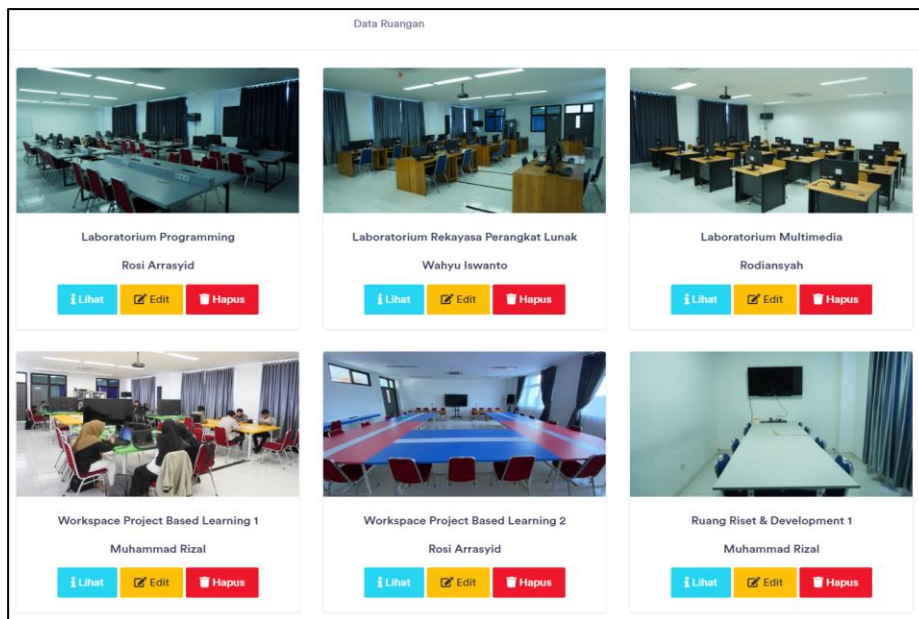 Data Ruangan
Laboratorium Programming
Rosi Arrasyid
Lihat Edit Hapus
Laboratorium Rekayasa Perangkat Lunak
Wahyu Iswanto
Lihat Edit Hapus
Laboratorium Multimedia
Rodiansyah
Lihat Edit Hapus
Workspace Project Based Learning 1
Muhammad Rizal
Lihat Edit Hapus
Workspace Project Based Learning 2
Rosi Arrasyid
Lihat Edit Hapus
Ruang Riset & Development 1
Muhammad Rizal
Lihat Edit Hapus